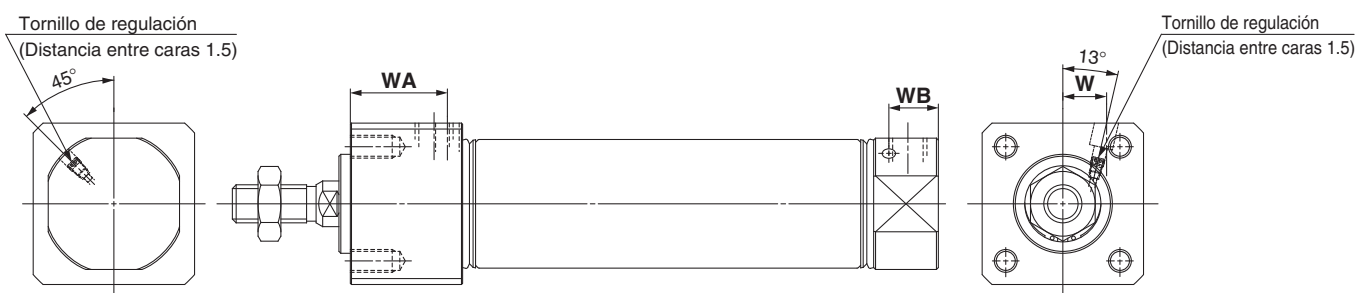 Tornillo de regulación
(Distancia entre caras 1.5)
45°
WA
WB
Tornillo de regulación
(Distancia entre caras 1.5)
13°
W